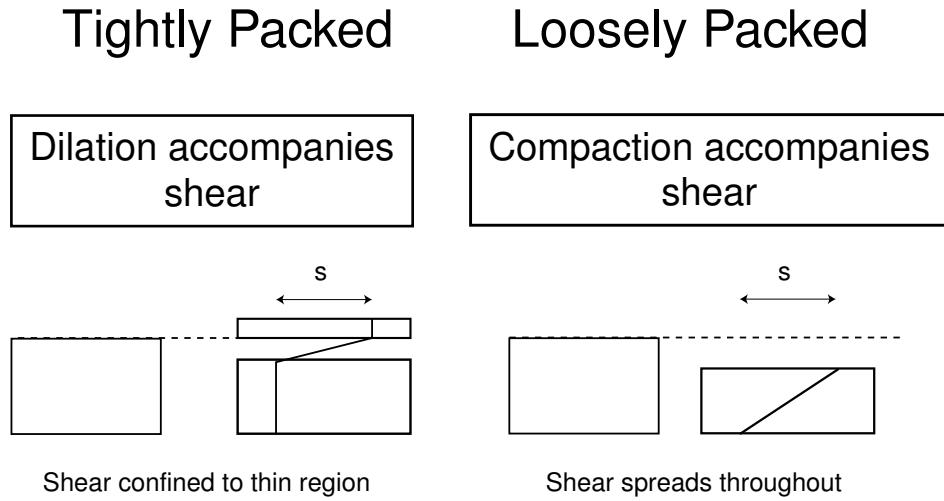 Tightly Packed
Loosely Packed
Dilation accompanies
shear
Compaction accompanies
shear
s
s
Shear confined to thin region
Shear spreads throughout